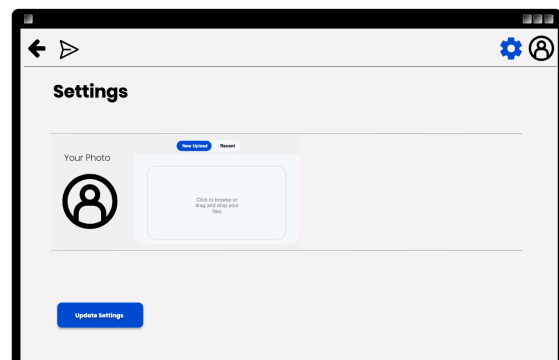 Settings
New Upload Recent
Your Photo
Click to browse or
drag and drop your
files
Update Settings